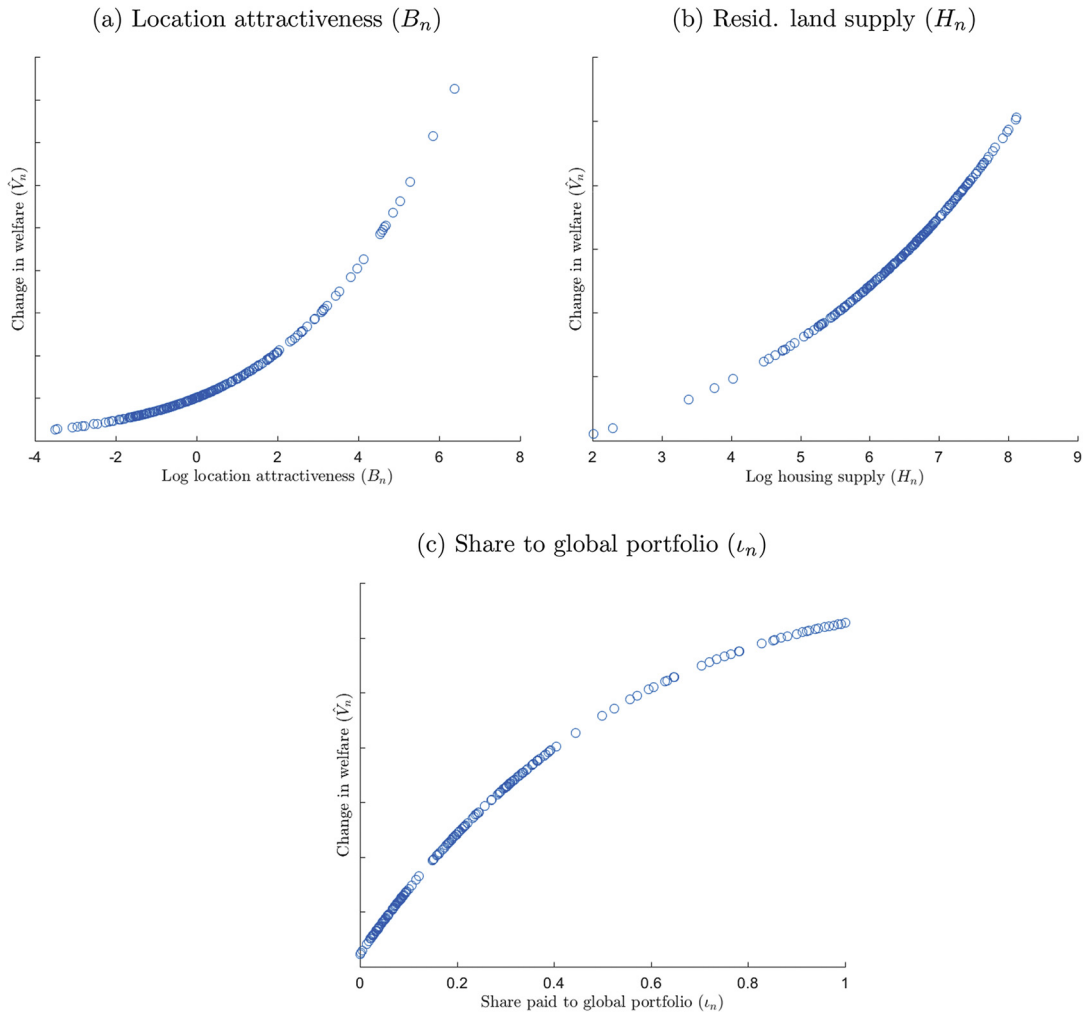 (a) Location attractiveness (Bₙ)
Change in welfare (V̂ₙ)
-4 -2 0 2 4 6 8
Log location attractiveness (Bₙ)
(b) Resid. land supply (Hₙ)
Change in welfare (V̂ₙ)
2 3 4 5 6 7 8 9
Log housing supply (Hₙ)
(c) Share to global portfolio (ιₙ)
Change in welfare (V̂ₙ)
0 0.2 0.4 0.6 0.8 1
Share paid to global portfolio (ιₙ)